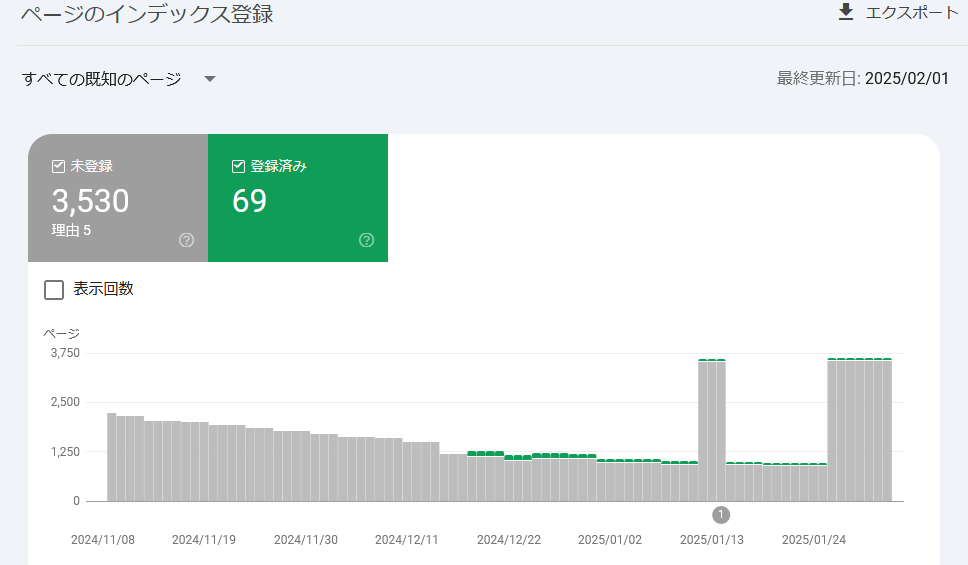 ページのインデックス登録
エクスポート
すべての既知のページ
最終更新日: 2025/02/01
未登録
3,530
理由 5
登録済み
69
表示回数
ページ
3,750
2,500
1,250
0
1
2024/11/08 2024/11/19 2024/11/30 2024/12/11 2024/12/22 2025/01/02 2025/01/13 2025/01/24